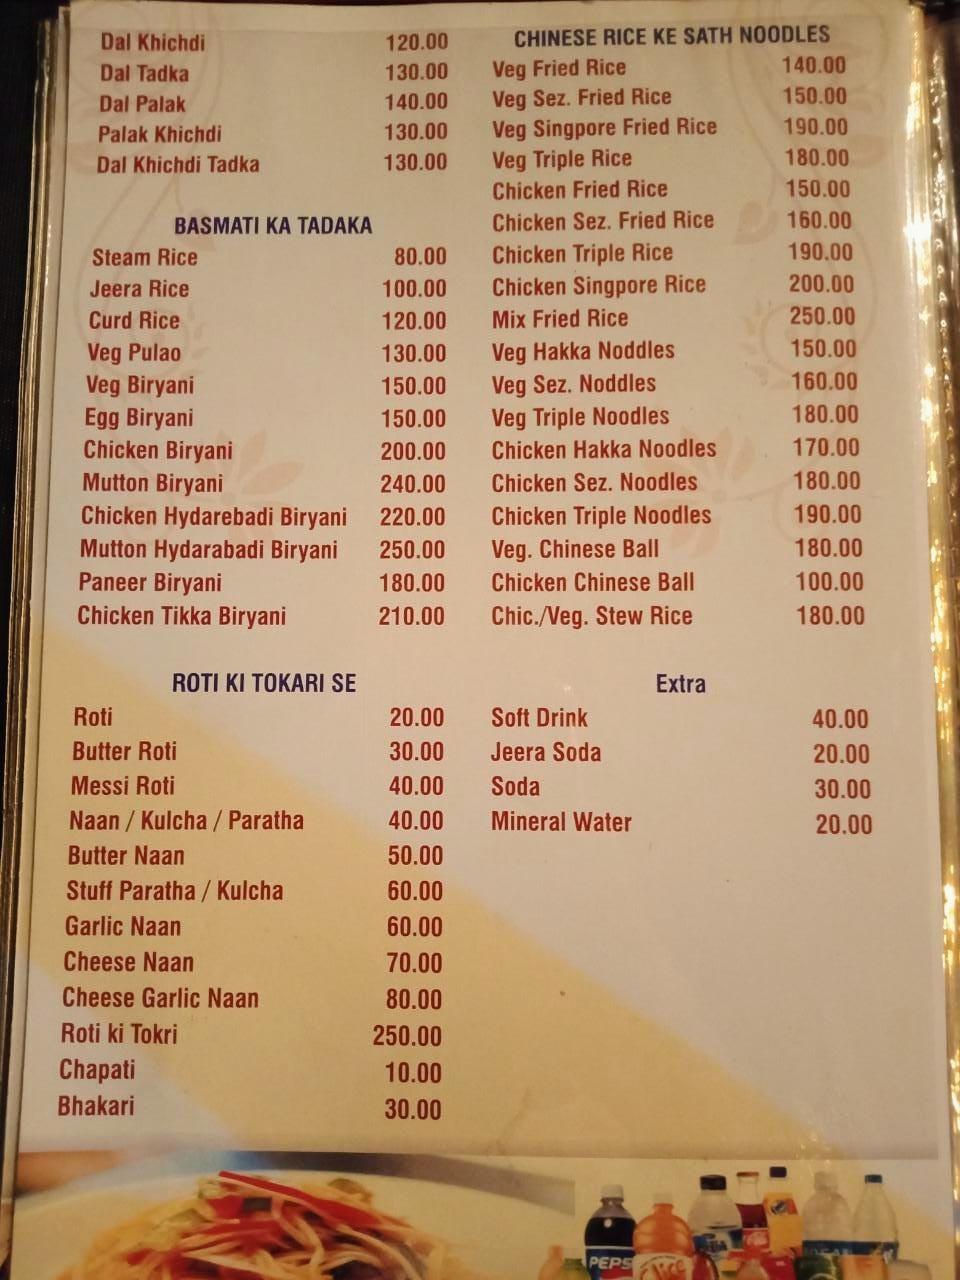 Dal Khichdi 120.00
Dal Tadka 130.00
Dal Palak 140.00
Palak Khichdi 130.00
Dal Khichdi Tadka 130.00
BASMATI KA TADAKA
Steam Rice 80.00
Jeera Rice 100.00
Curd Rice 120.00
Veg Pulao 130.00
Veg Biryani 150.00
Egg Biryani 150.00
Chicken Biryani 200.00
Mutton Biryani 240.00
Chicken Hydarebadi Biryani 220.00
Mutton Hydarabadi Biryani 250.00
Paneer Biryani 180.00
Chicken Tikka Biryani 210.00
ROTI KI TOKARI SE
Roti 20.00
Butter Roti 30.00
Messi Roti 40.00
Naan / Kulcha / Paratha 40.00
Butter Naan 50.00
Stuff Paratha / Kulcha 60.00
Garlic Naan 60.00
Cheese Naan 70.00
Cheese Garlic Naan 80.00
Roti ki Tokri 250.00
Chapati 10.00
Bhakari 30.00
CHINESE RICE KE SATH NOODLES
Veg Fried Rice 140.00
Veg Sez. Fried Rice 150.00
Veg Singpore Fried Rice 190.00
Veg Triple Rice 180.00
Chicken Fried Rice 150.00
Chicken Sez. Fried Rice 160.00
Chicken Triple Rice 190.00
Chicken Singpore Rice 200.00
Mix Fried Rice 250.00
Veg Hakka Noddles 150.00
Veg Sez. Noddles 160.00
Veg Triple Noodles 180.00
Chicken Hakka Noodles 170.00
Chicken Sez. Noodles 180.00
Chicken Triple Noodles 190.00
Veg. Chinese Ball 180.00
Chicken Chinese Ball 100.00
Chic./Veg. Stew Rice 180.00
Extra
Soft Drink 40.00
Jeera Soda 20.00
Soda 30.00
Mineral Water 20.00
PEPS